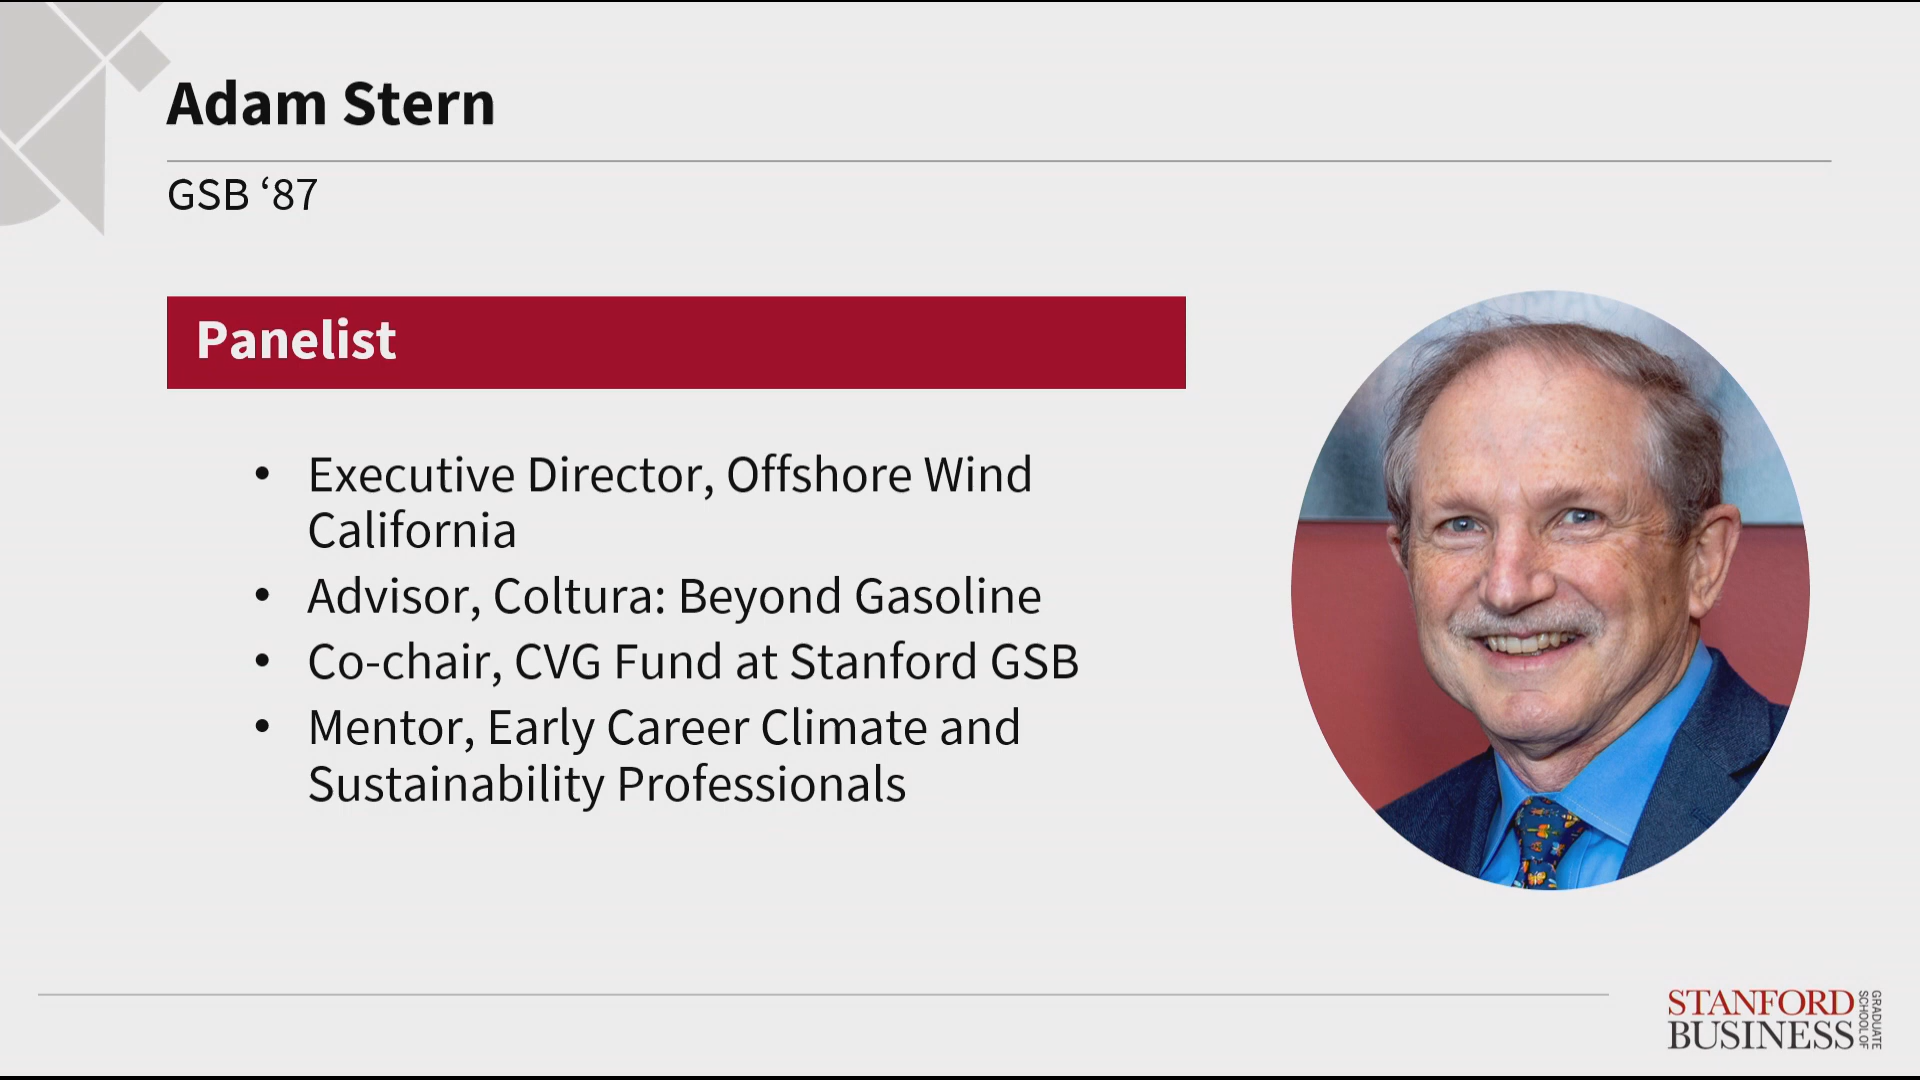 Adam Stern
GSB ‘87
Panelist
• Executive Director, Offshore Wind
California
• Advisor, Coltura: Beyond Gasoline
• Co-chair, CVG Fund at Stanford GSB
• Mentor, Early Career Climate and
Sustainability Professionals
STANFORD
BUSINESS
GRADUATE
SCHOOL OF